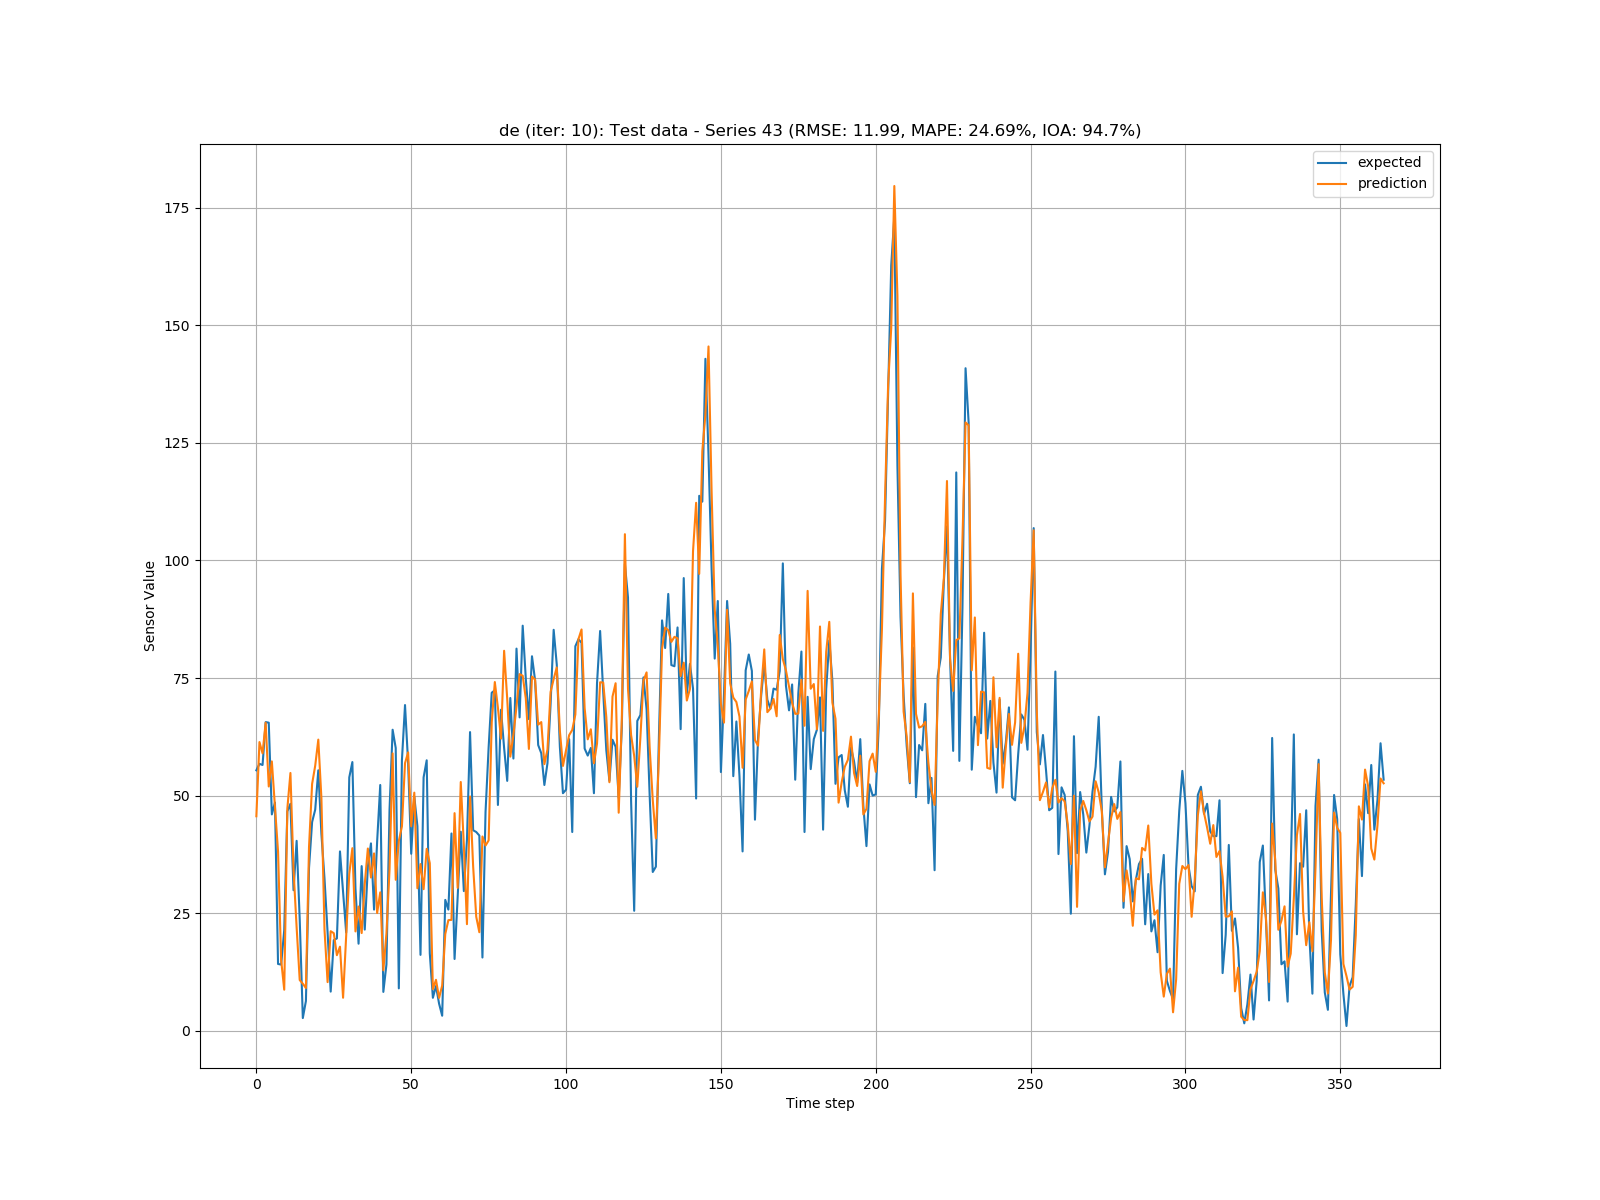 de (iter: 10): Test data - Series 43 (RMSE: 11.99, MAPE: 24.69%, IOA: 94.7%)
expected
prediction
175
150
125
100
75
50
25
0
Sensor Value
0 50 100 150 200 250 300 350
Time step